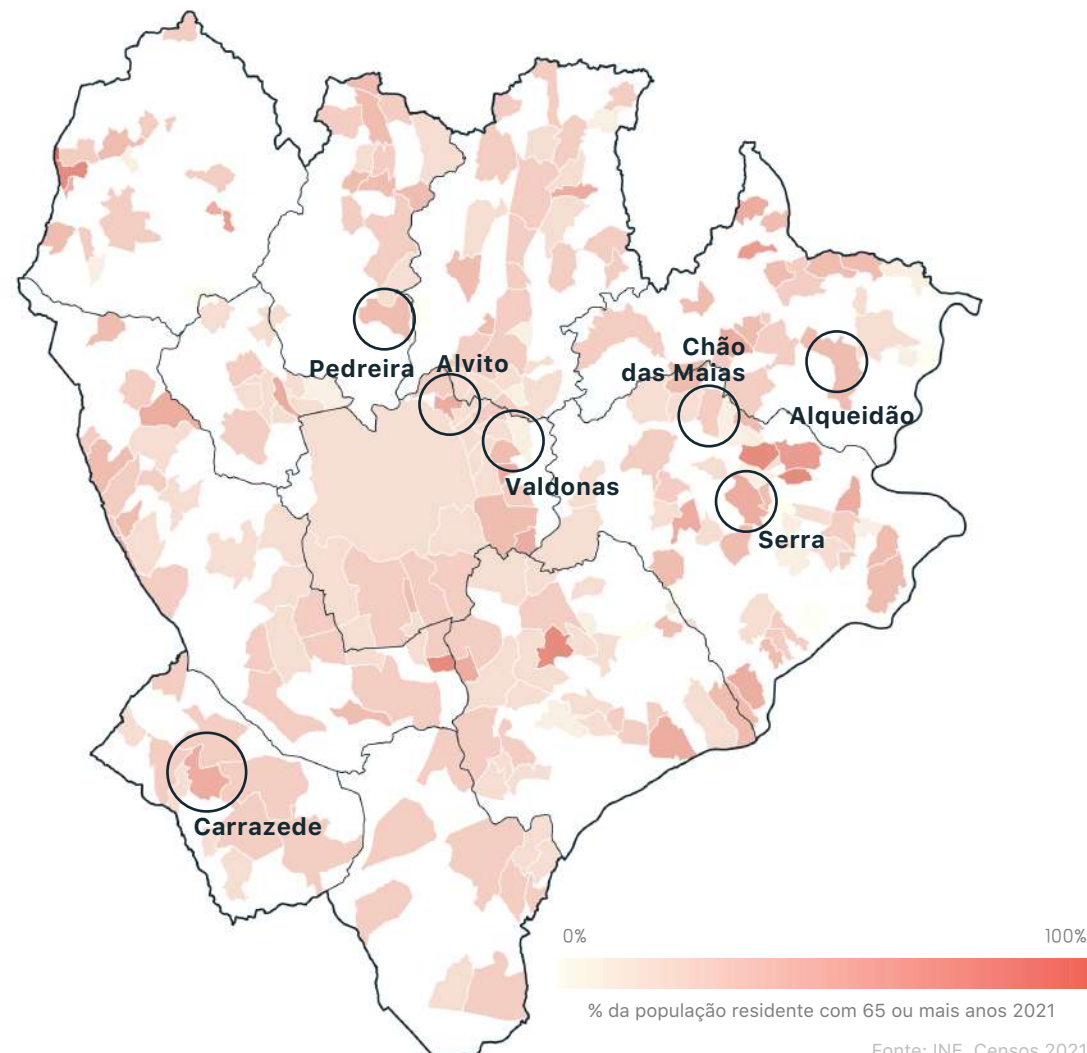 Chão
das Maias
Pedreira
Alvito
Alqueidão
Valdonas
Serra
Carrazede
0%
100%
% da população residente com 65 ou mais anos 2021
Fonte: INE, Censos 2021